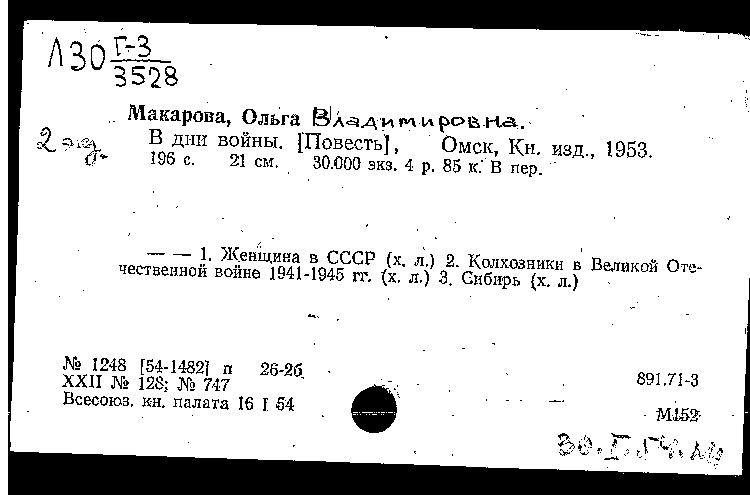 Л30 Г-3
3528
Макарова, Ольга Владимировна.
2 экз.
В дни войны. [Повесть], Омск, Кн. изд., 1953.
196 с. 21 см. 30.000 экз. 4 р. 85 к. В пер.
— — 1. Женщина в СССР (х. л.) 2. Колхозники в Великой Оте-
чественной войне 1941-1945 гг. (х. л.) 3. Сибирь (х. л.)
№ 1248 [54-1482] п 26-2б
XXII № 128; № 747
891.71-3
Всесоюз. кн. палата 16 I 54
М152
30.I.54.